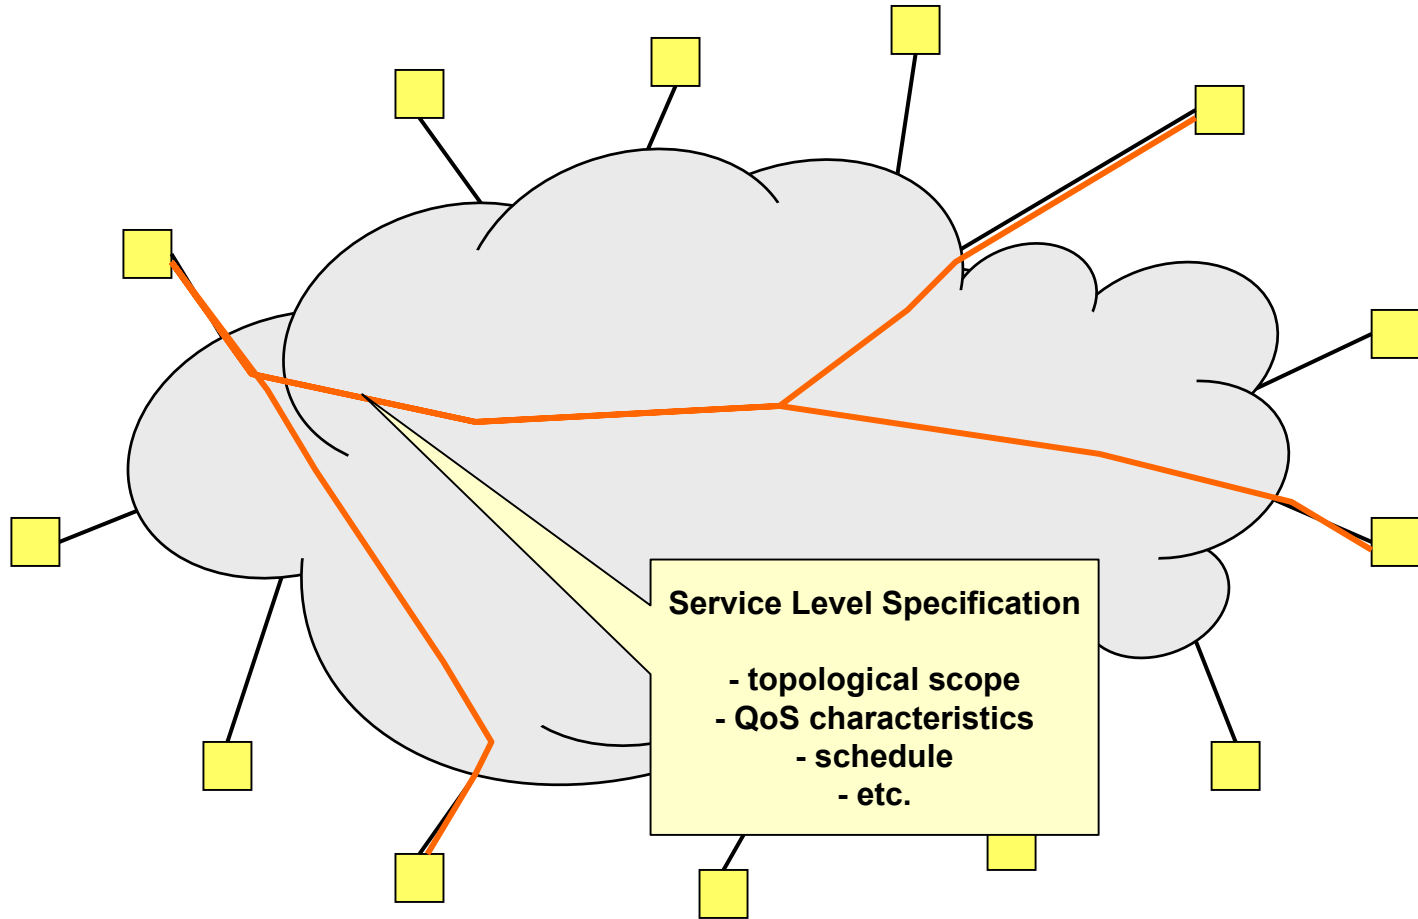 Service Level Specification
- topological scope
- QoS characteristics
- schedule
- etc.